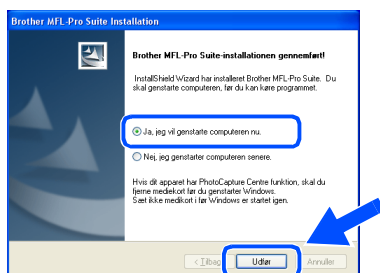 Brother MFL-Pro Suite Installation
Brother MFL-Pro Suite-installationen gennemført!
InstallShield Wizard har installeret Brother MFL-Pro Suite. Du
skal genstarte computeren, før du kan køre programmet.
Ja, jeg vil genstarte computeren nu.
Nej, jeg genstarter computeren senere.
Hvis dit apparat har PhotoCapture Centre funktion, skal du
fjerne mediekort før du genstarter Windows.
Sæt ikke medikort i før Windows er startet igen.
< Tilbage Udfør Annuller